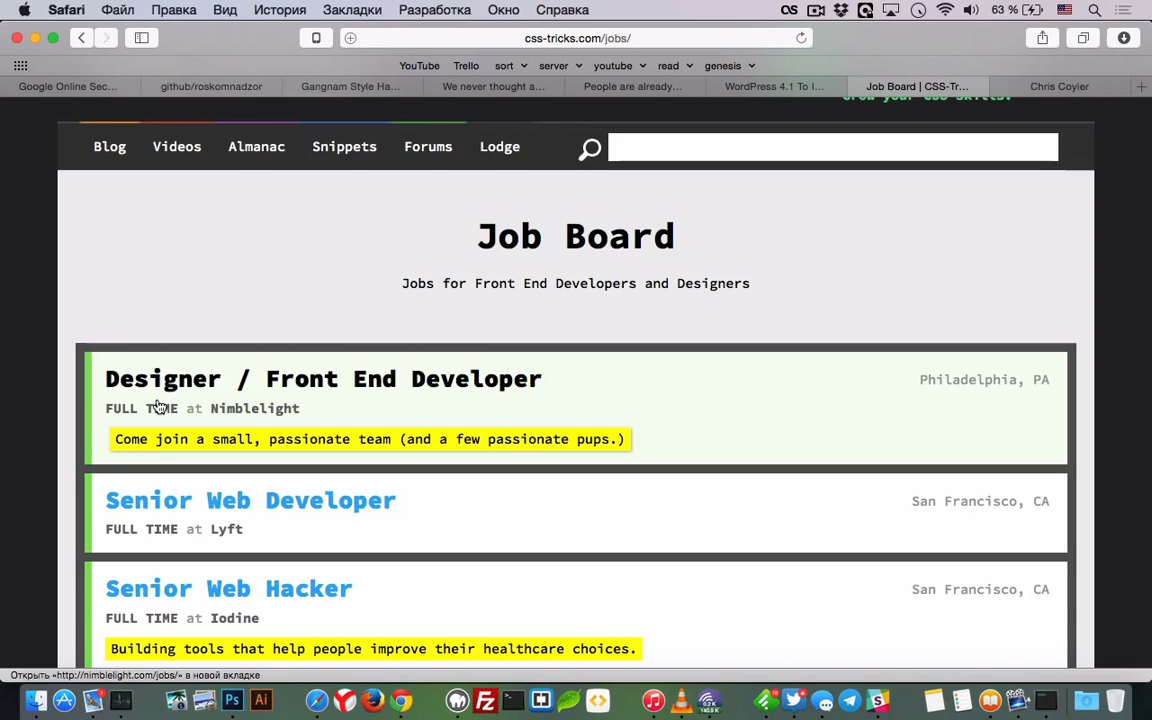 Safari Файл Правка Вид История Закладки Разработка Окно Справка 63 %
css-tricks.com/jobs/
YouTube Trello sort server youtube read genesis
Google Online Sec... github/roskomnadzor Gangnam Style Ha... We never thought a... People are already... WordPress 4.1 To I... Job Board | CSS-Tr... Chris Coyier
Grow your CSS skills.
Blog Videos Almanac Snippets Forums Lodge
Job Board
Jobs for Front End Developers and Designers
Designer / Front End Developer Philadelphia, PA
FULL TIME at Nimblelight
Come join a small, passionate team (and a few passionate pups.)
Senior Web Developer San Francisco, CA
FULL TIME at Lyft
Senior Web Hacker San Francisco, CA
FULL TIME at Iodine
Building tools that help people improve their healthcare choices.
Открыть «http://nimblelight.com/jobs/» в новой вкладке